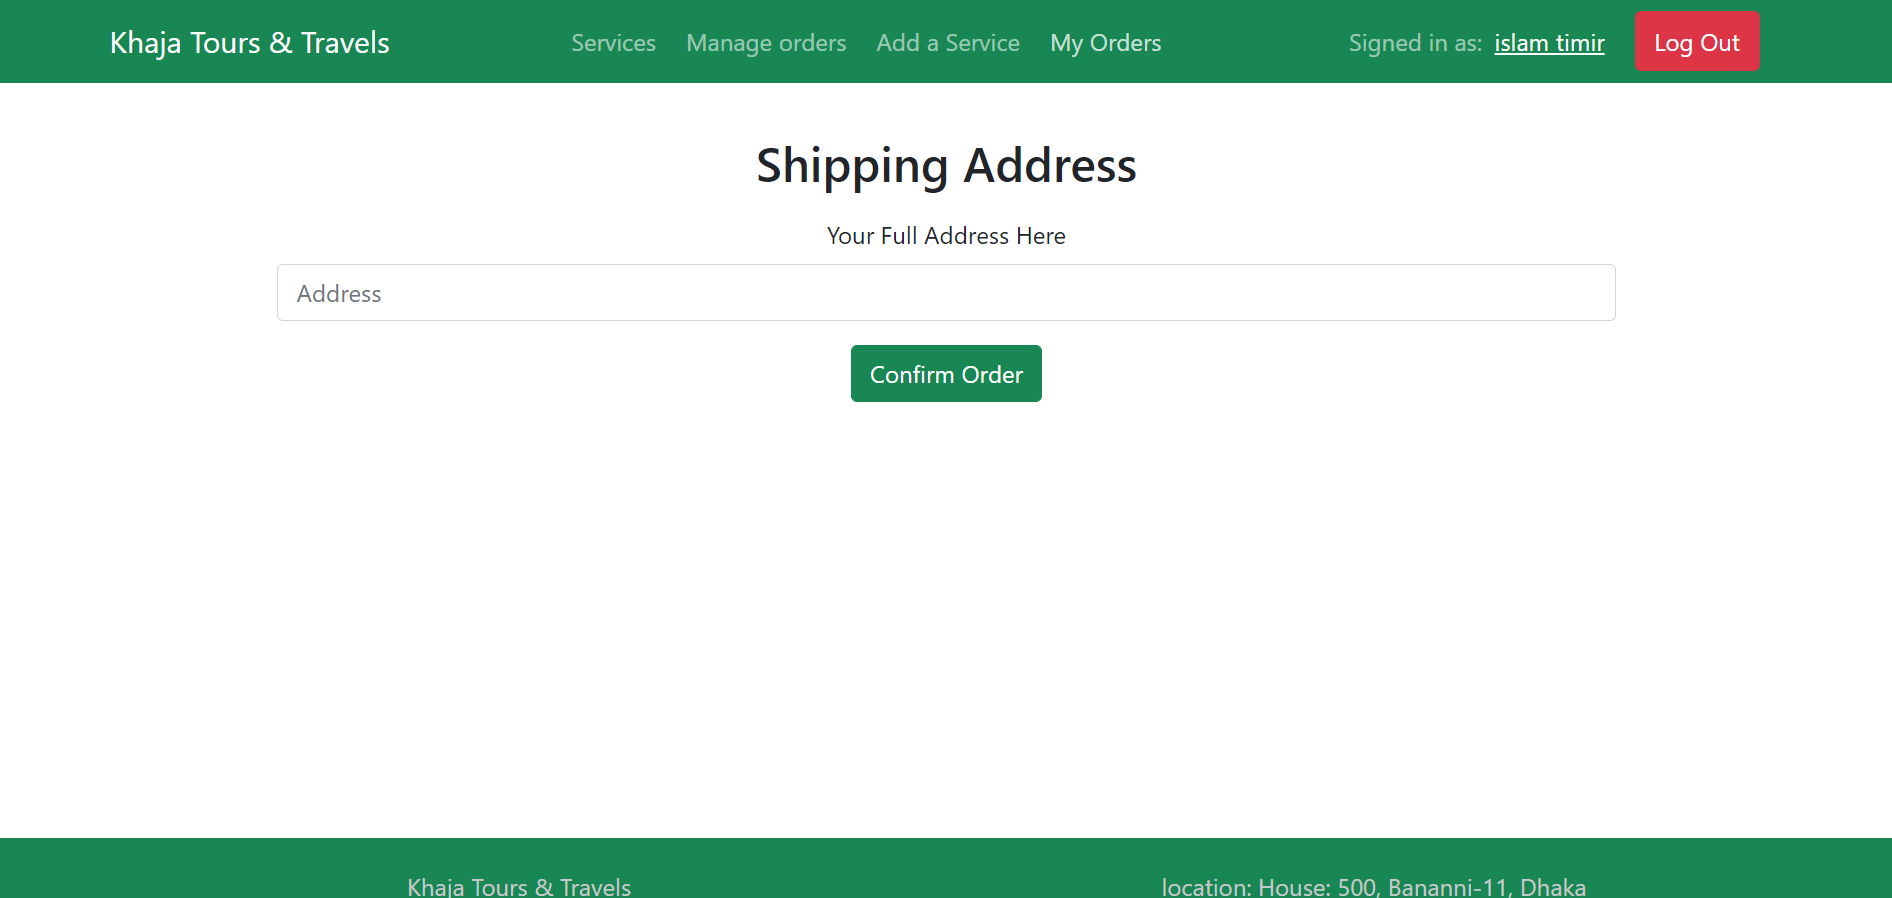 Khaja Tours & Travels
Services Manage orders Add a Service My Orders
Signed in as: islam timir Log Out
Shipping Address
Your Full Address Here
Address
Confirm Order
Khaja Tours & Travels
location: House: 500, Bananni-11, Dhaka